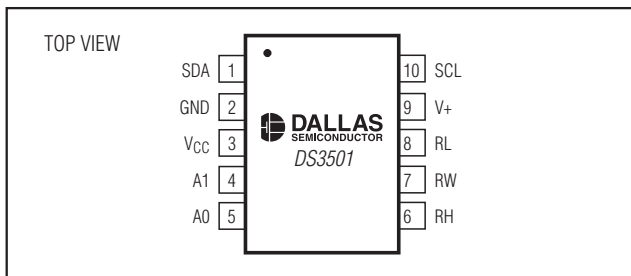 TOP VIEW
SDA 1
GND 2
VCC 3
A1 4
A0 5
DALLAS
SEMICONDUCTOR
DS3501
10 SCL
9 V+
8 RL
7 RW
6 RH